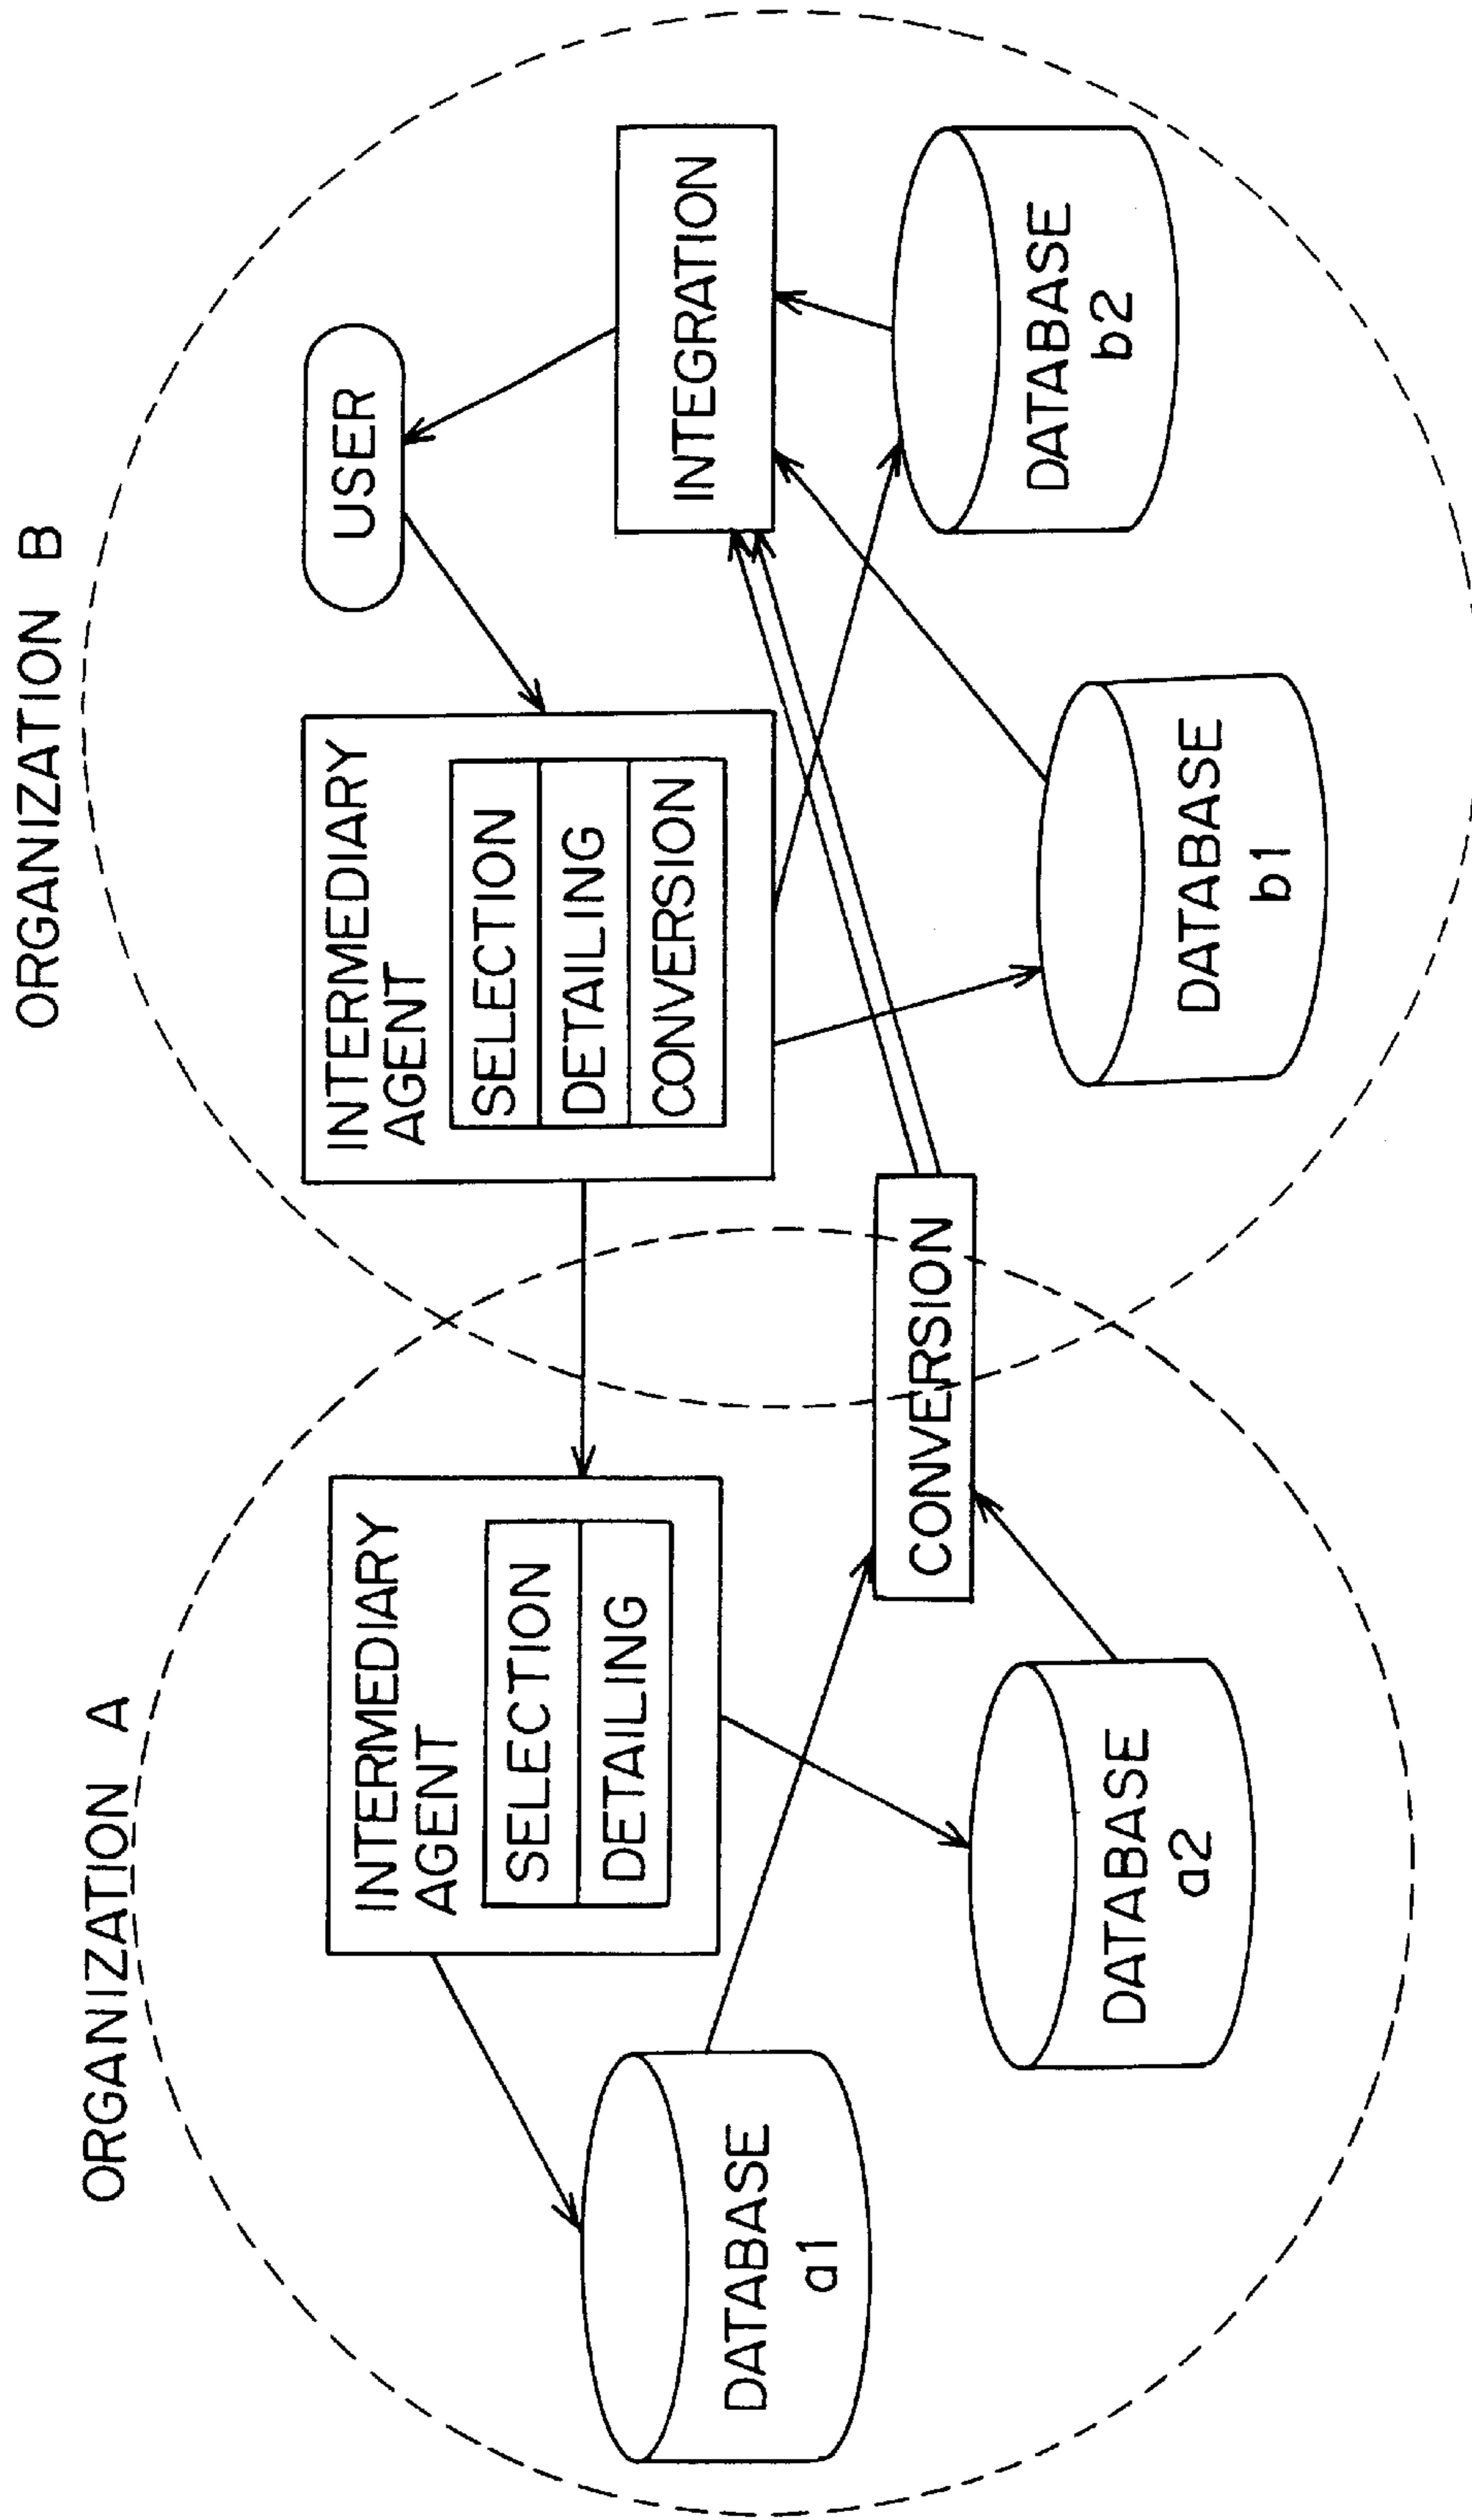 ORGANIZATION A
INTERMEDIARY
AGENT
SELECTION
DETAILING
DATABASE
a1
DATABASE
a2
CONVERSION
ORGANIZATION B
INTERMEDIARY
AGENT
SELECTION
DETAILING
CONVERSION
USER
INTEGRATION
DATABASE
b1
DATABASE
b2